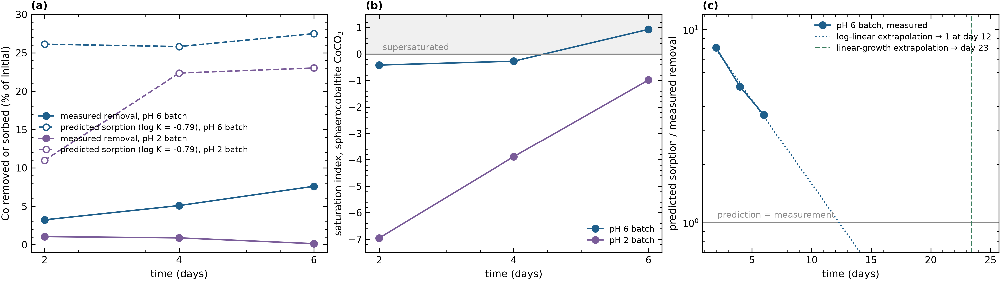 (a)
Co removed or sorbed (% of initial)
30
25
20
15
10
5
0
measured removal, pH 6 batch
predicted sorption (log K = -0.79), pH 6 batch
measured removal, pH 2 batch
predicted sorption (log K = -0.79), pH 2 batch
2
4
6
time (days)
(b)
saturation index, sphaerocobaltite CoCO₃
1
0
−1
−2
−3
−4
−5
−6
−7
supersaturated
pH 6 batch
pH 2 batch
2
4
6
time (days)
(c)
predicted sorption / measured removal
10¹
10⁰
pH 6 batch, measured
log-linear extrapolation → 1 at day 12
linear-growth extrapolation → day 23
prediction = measurement
5
10
15
20
25
time (days)